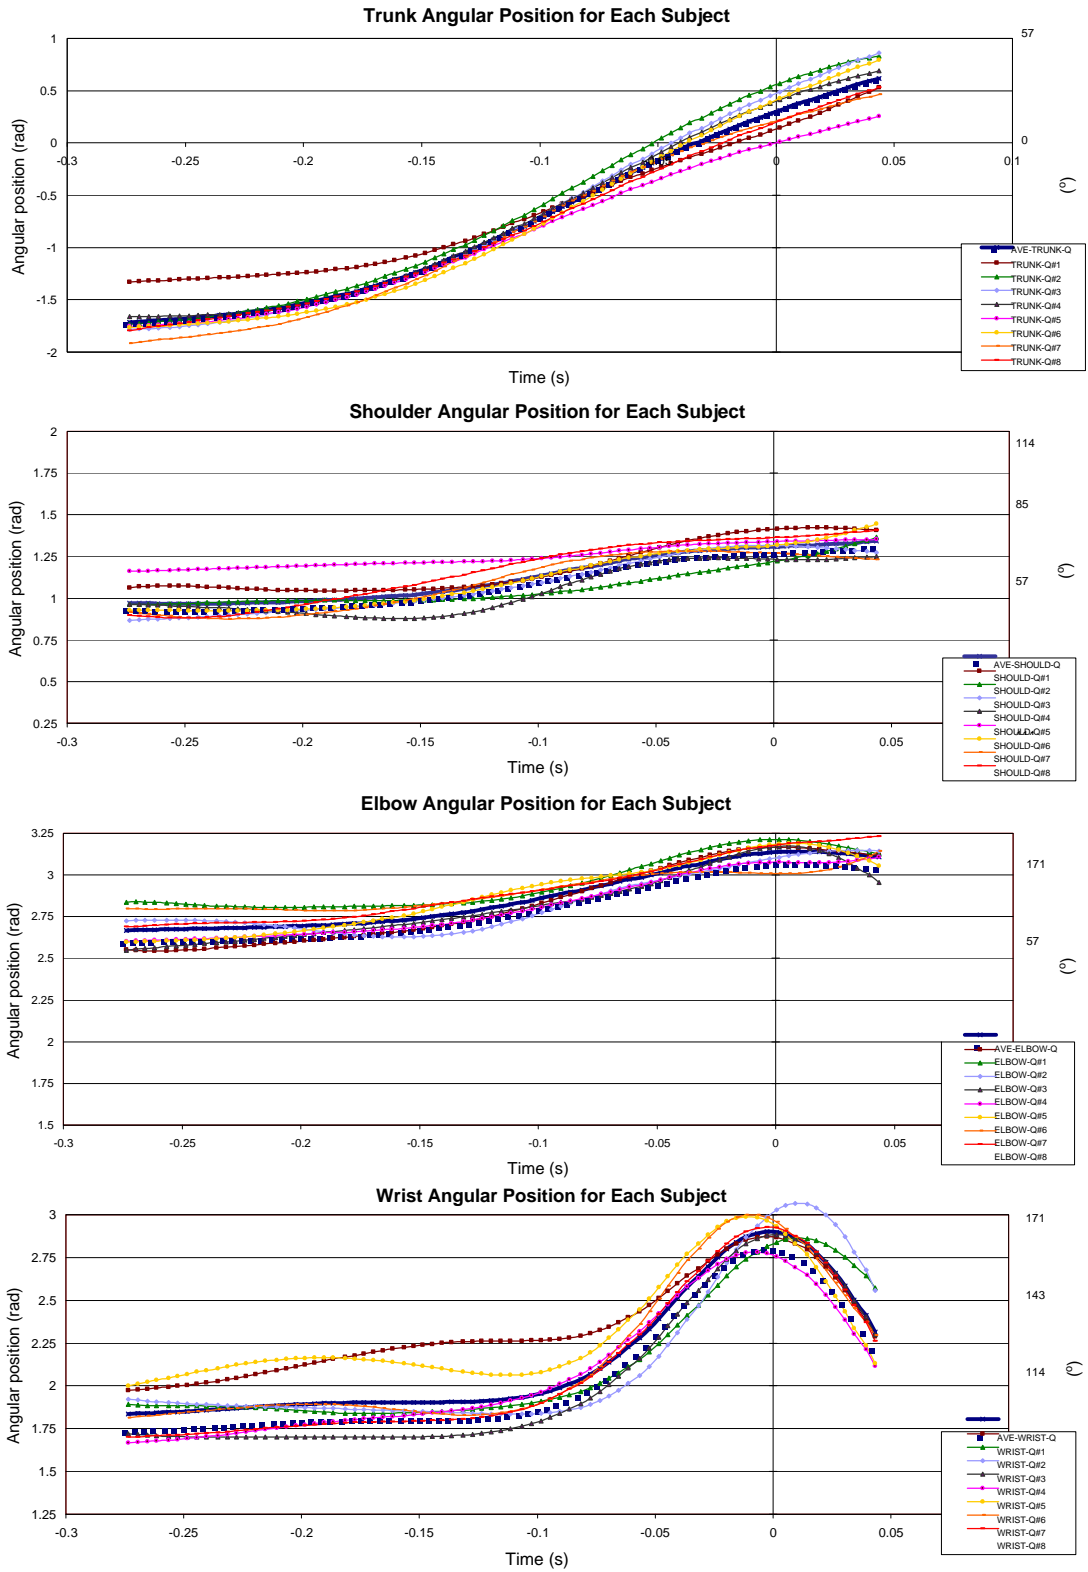 Trunk Angular Position for Each Subject
1
0.5
0
-0.5
-1
-1.5
-2
-0.3
-0.25
-0.2
-0.15
-0.1
-0.05
0
0.05
0.1
57
0
Angular position (rad)
(º)
Time (s)
AVE-TRUNK-Q
TRUNK-Q#1
TRUNK-Q#2
TRUNK-Q#3
TRUNK-Q#4
TRUNK-Q#5
TRUNK-Q#6
TRUNK-Q#7
TRUNK-Q#8
Shoulder Angular Position for Each Subject
2
1.75
1.5
1.25
1
0.75
0.5
0.25
-0.3
-0.25
-0.2
-0.15
-0.1
-0.05
0
0.05
114
85
57
Angular position (rad)
(º)
Time (s)
AVE-SHOULD-Q
SHOULD-Q#1
SHOULD-Q#2
SHOULD-Q#3
SHOULD-Q#4
SHOULD-Q#5
SHOULD-Q#6
SHOULD-Q#7
SHOULD-Q#8
Elbow Angular Position for Each Subject
3.25
3
2.75
2.5
2.25
2
1.75
1.5
-0.3
-0.25
-0.2
-0.15
-0.1
-0.05
0
0.05
171
57
Angular position (rad)
(º)
Time (s)
AVE-ELBOW-Q
ELBOW-Q#1
ELBOW-Q#2
ELBOW-Q#3
ELBOW-Q#4
ELBOW-Q#5
ELBOW-Q#6
ELBOW-Q#7
ELBOW-Q#8
Wrist Angular Position for Each Subject
3
2.75
2.5
2.25
2
1.75
1.5
1.25
-0.3
-0.25
-0.2
-0.15
-0.1
-0.05
0
0.05
171
143
114
Angular position (rad)
(º)
Time (s)
AVE-WRIST-Q
WRIST-Q#1
WRIST-Q#2
WRIST-Q#3
WRIST-Q#4
WRIST-Q#5
WRIST-Q#6
WRIST-Q#7
WRIST-Q#8